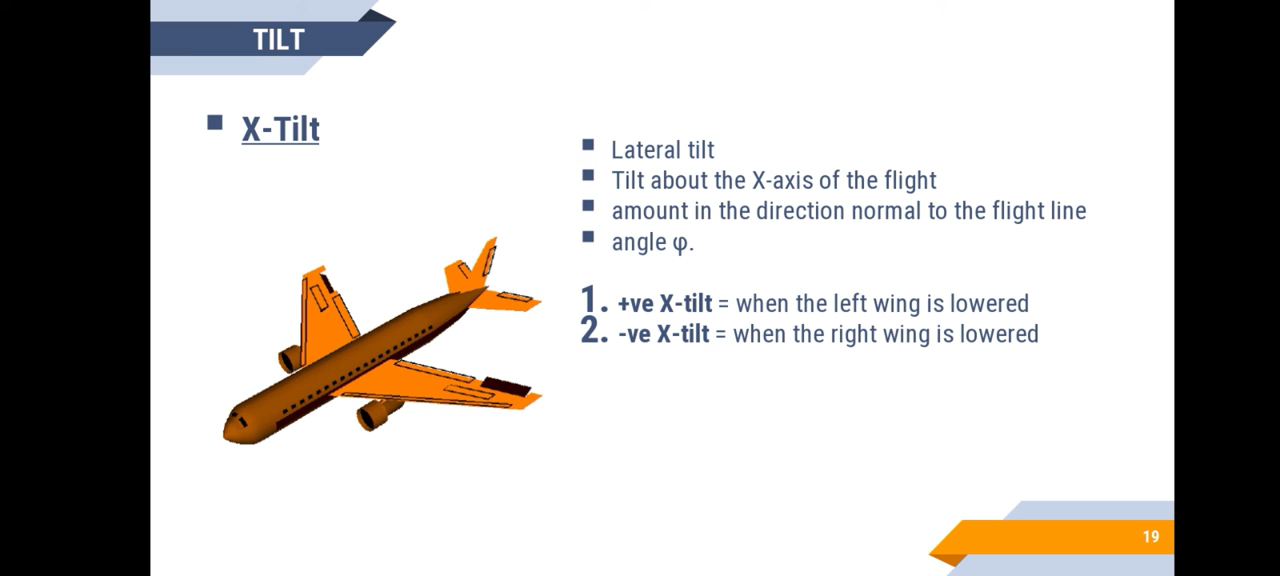 TILT
X-Tilt
Lateral tilt
Tilt about the X-axis of the flight
amount in the direction normal to the flight line
angle φ.
1. +ve X-tilt = when the left wing is lowered
2. -ve X-tilt = when the right wing is lowered
19